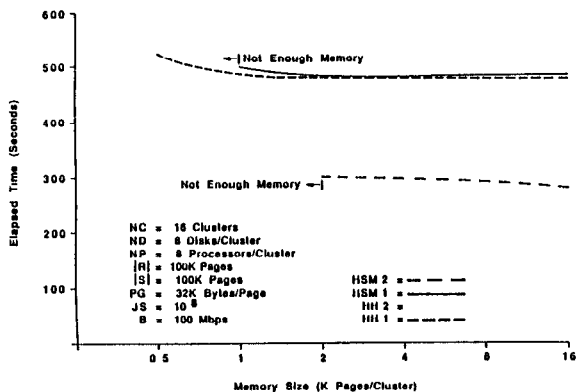 600
500
400
300
200
100
Elapsed Time (Seconds)
Not Enough Memory
Not Enough Memory
NC = 16 Clusters
ND = 8 Disks/Cluster
NP = 8 Processors/Cluster
|R| = 100K Pages
|S| = 100K Pages
PG = 32K Bytes/Page
JS = 10
B = 100 Mbps
HSM 2 =
HSM 1 =
HH 2 =
HH 1 =
0.5 1 2 4 8 16
Memory Size (K Pages/Cluster)